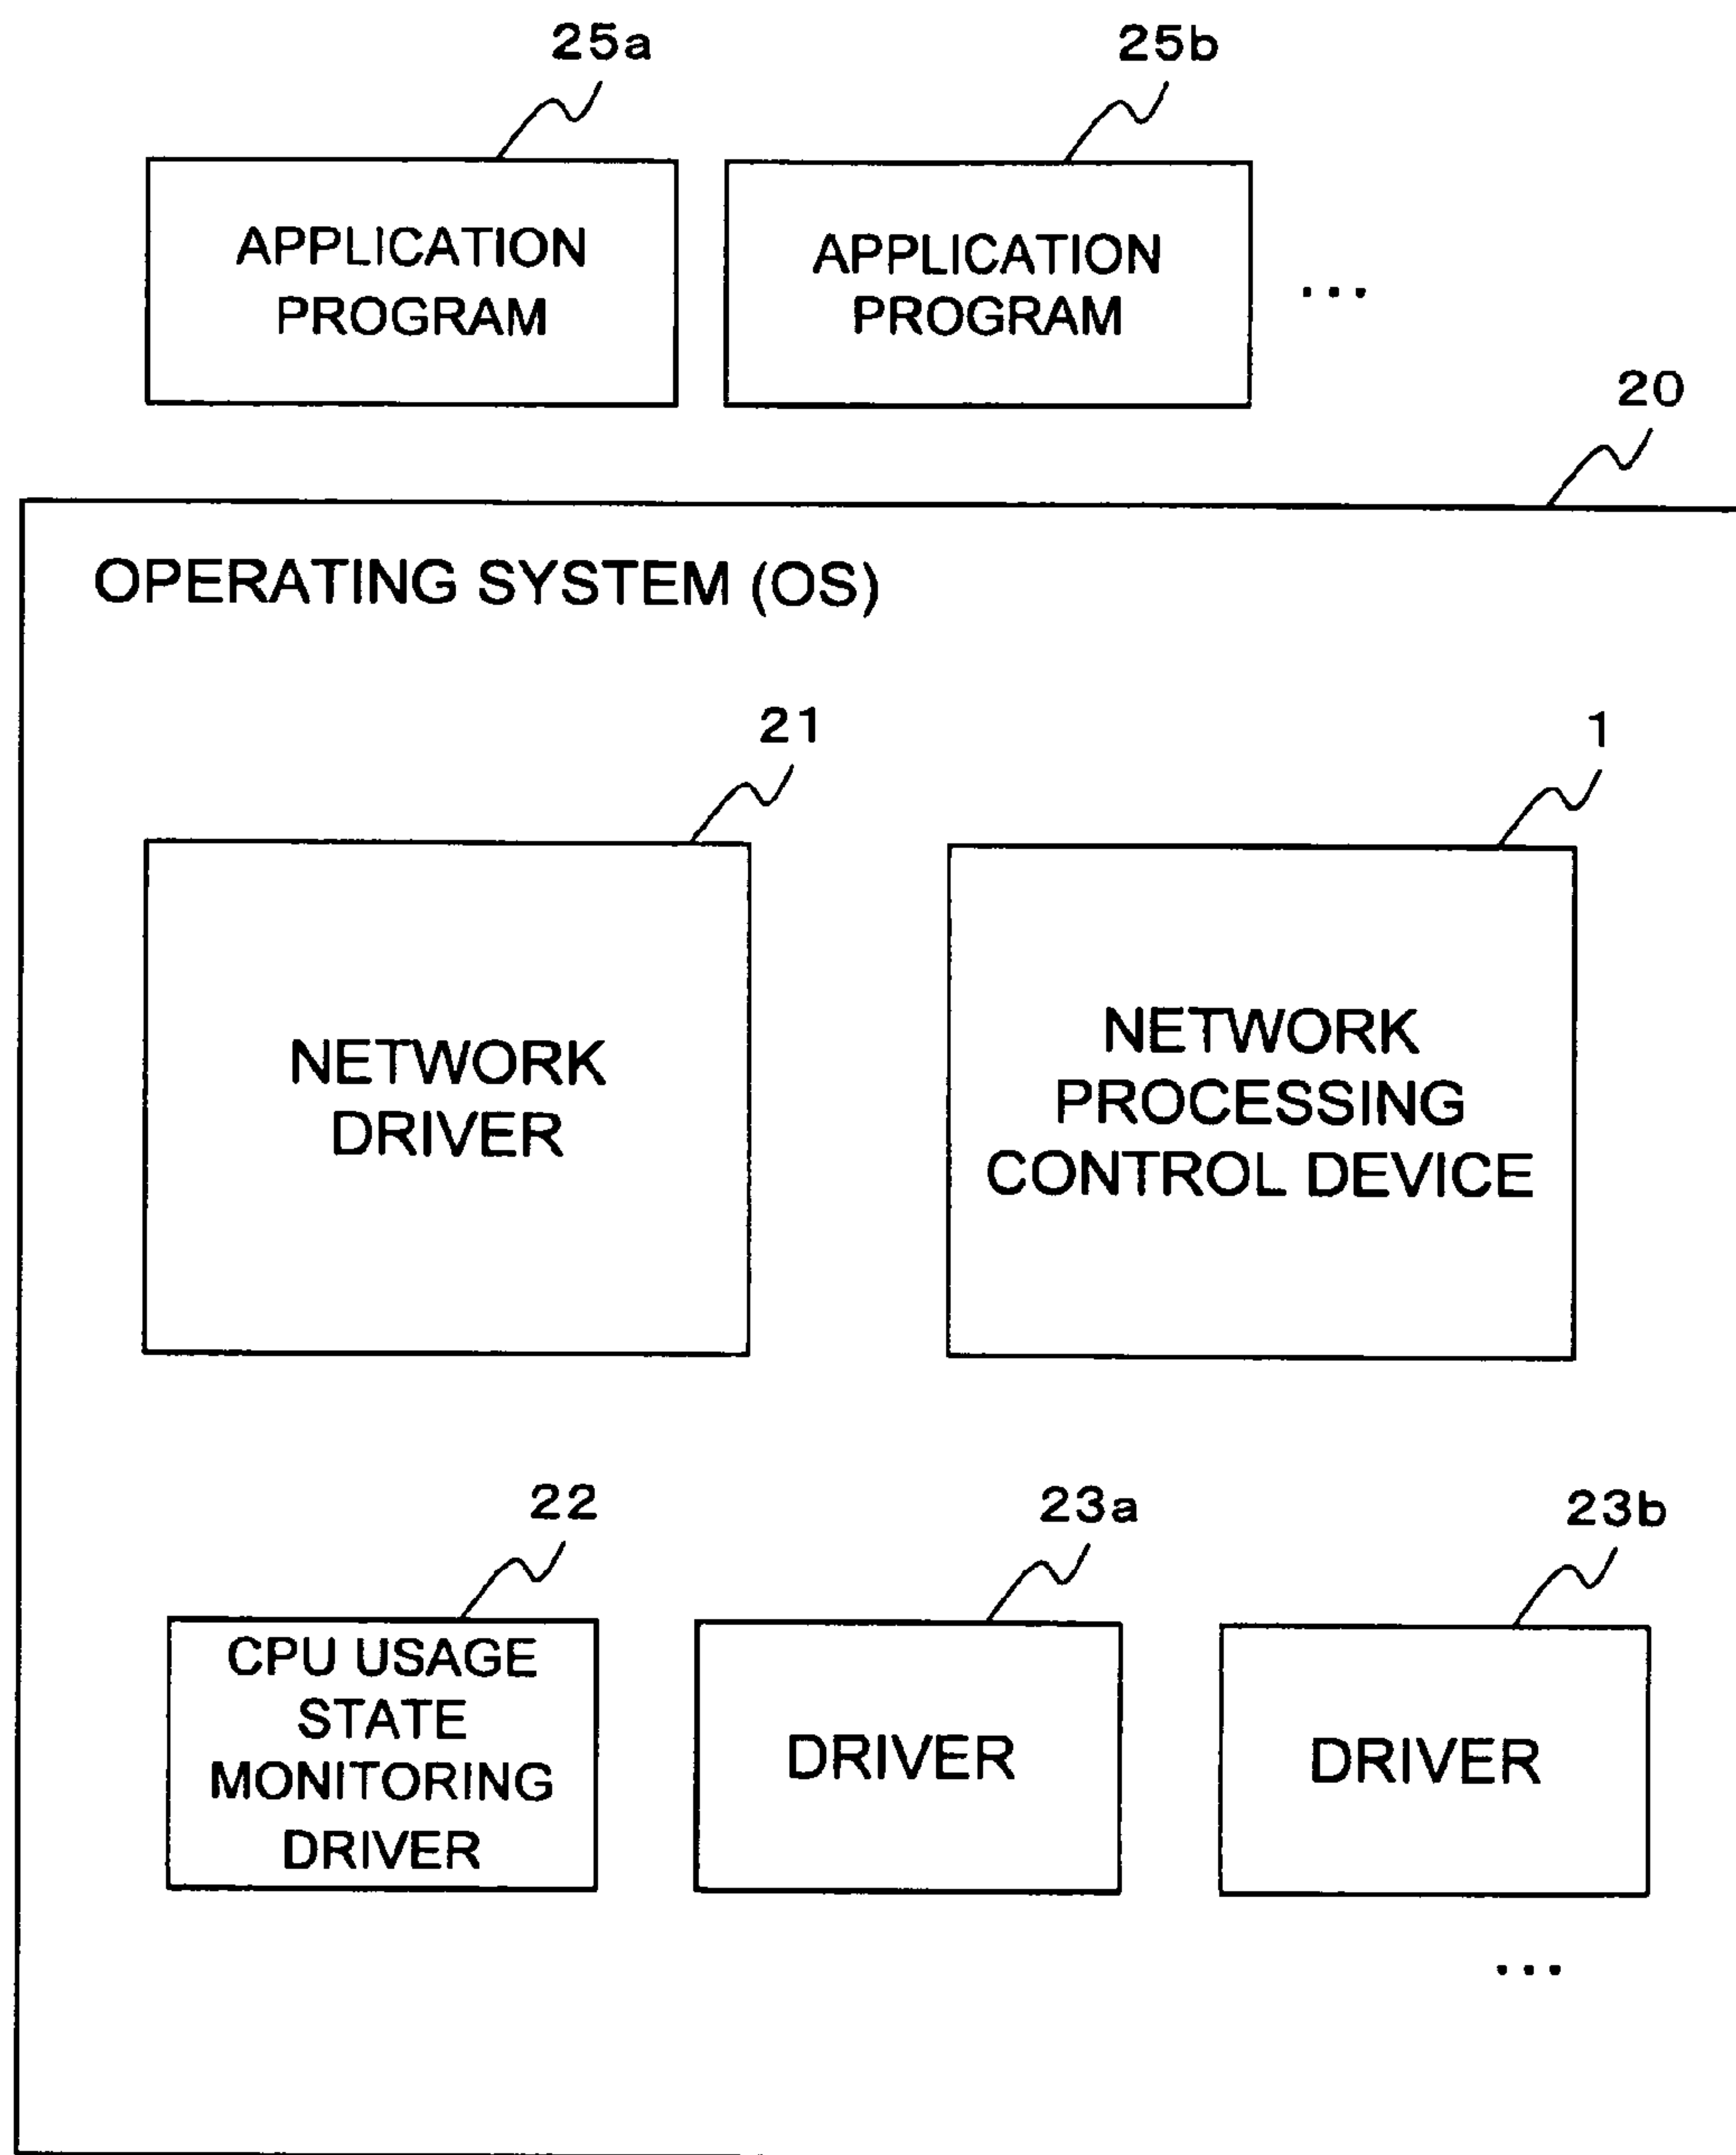 25a
25b
APPLICATION
PROGRAM
APPLICATION
PROGRAM
...
20
OPERATING SYSTEM (OS)
21
1
NETWORK
DRIVER
NETWORK
PROCESSING
CONTROL DEVICE
22
23a
23b
CPU USAGE
STATE
MONITORING
DRIVER
DRIVER
DRIVER
...